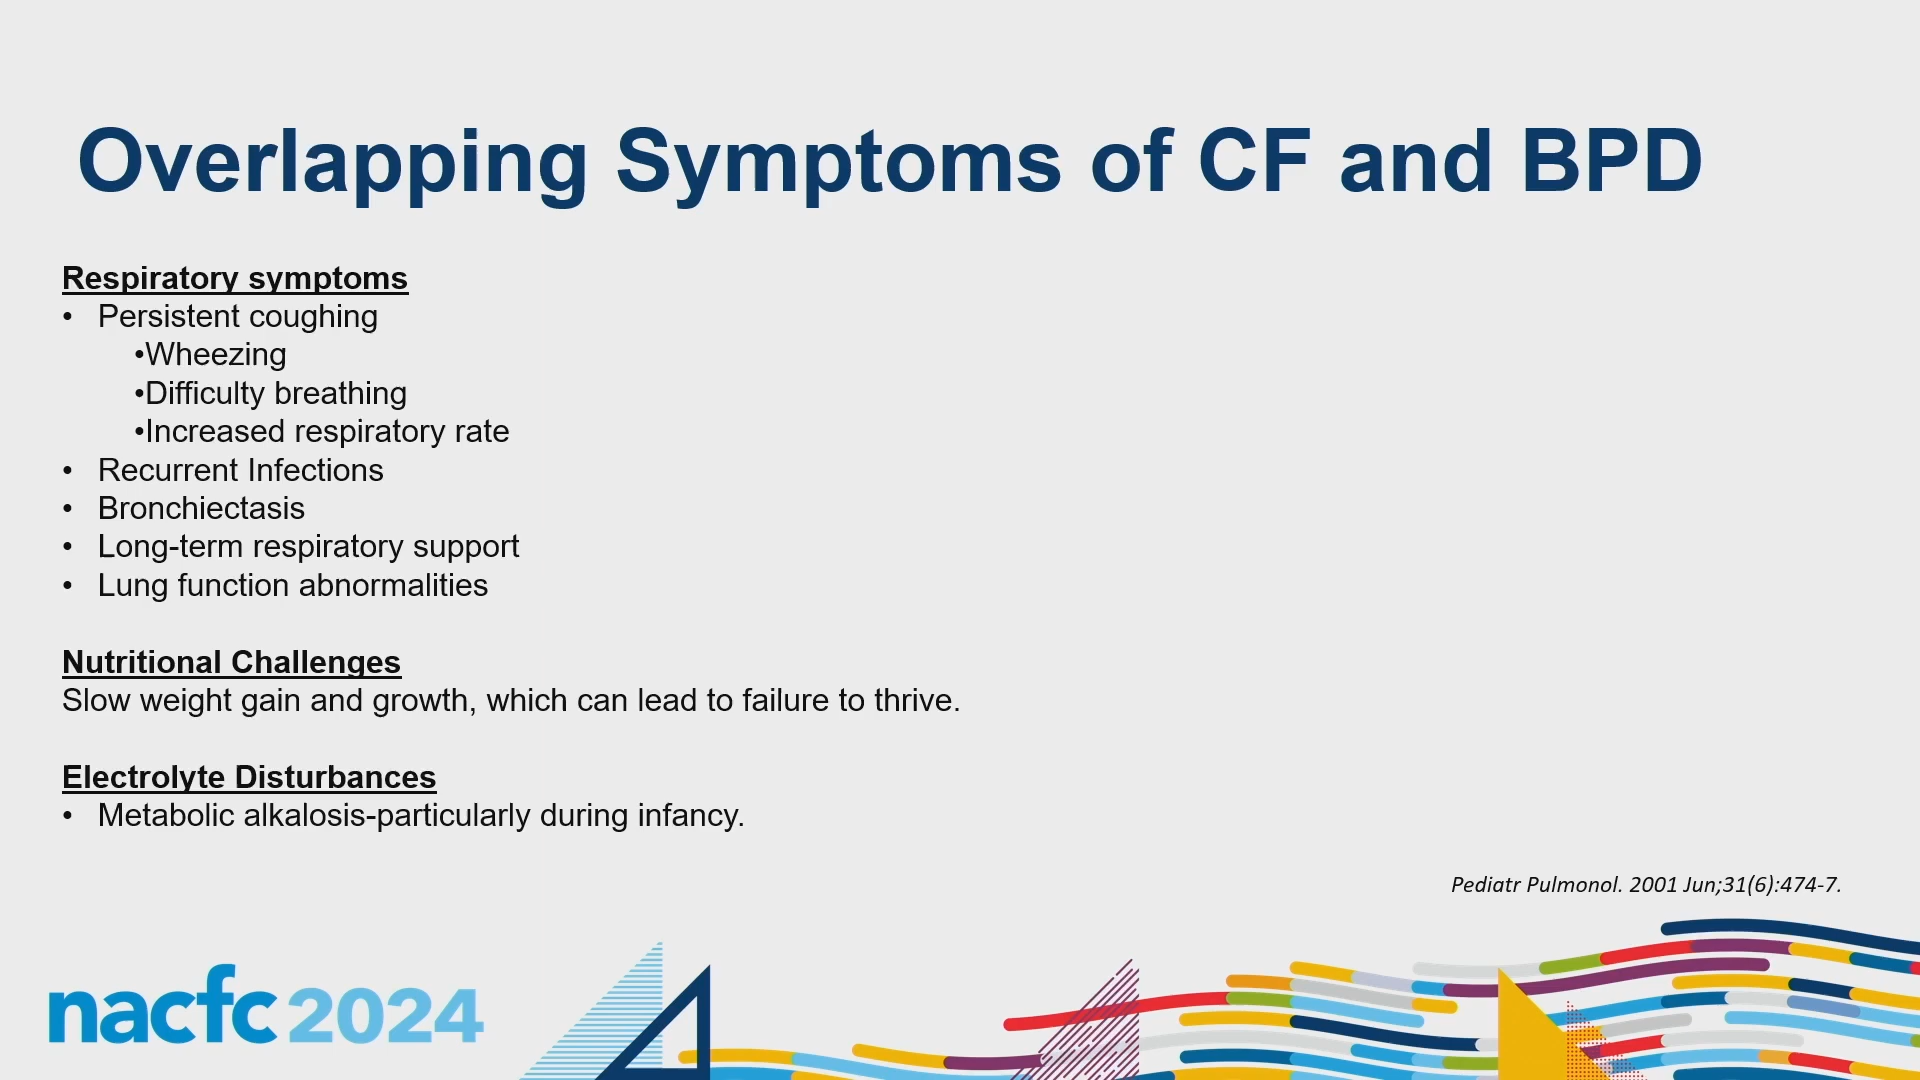 Overlapping Symptoms of CF and BPD
Respiratory symptoms
• Persistent coughing
•Wheezing
•Difficulty breathing
•Increased respiratory rate
• Recurrent Infections
• Bronchiectasis
• Long-term respiratory support
• Lung function abnormalities
Nutritional Challenges
Slow weight gain and growth, which can lead to failure to thrive.
Electrolyte Disturbances
• Metabolic alkalosis-particularly during infancy.
Pediatr Pulmonol. 2001 Jun;31(6):474-7.
nacfc 2024